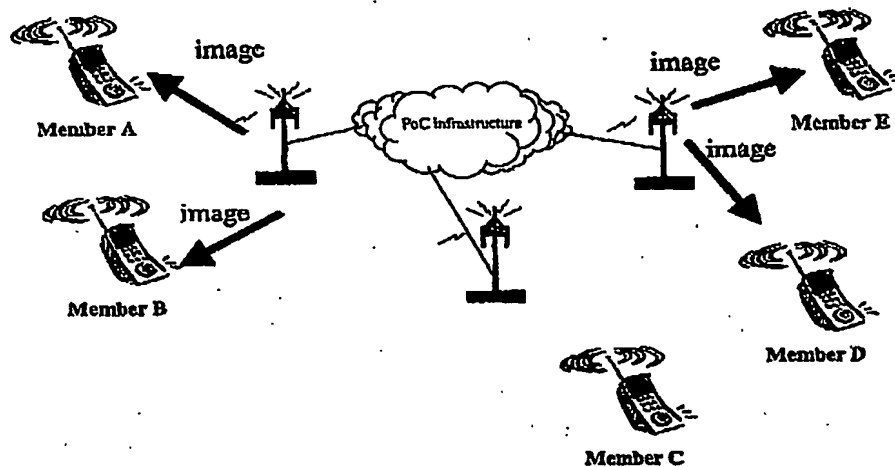 image
image
Member A
PoC Infrastructure
Member E
image
image
Member B
Member D
Member C